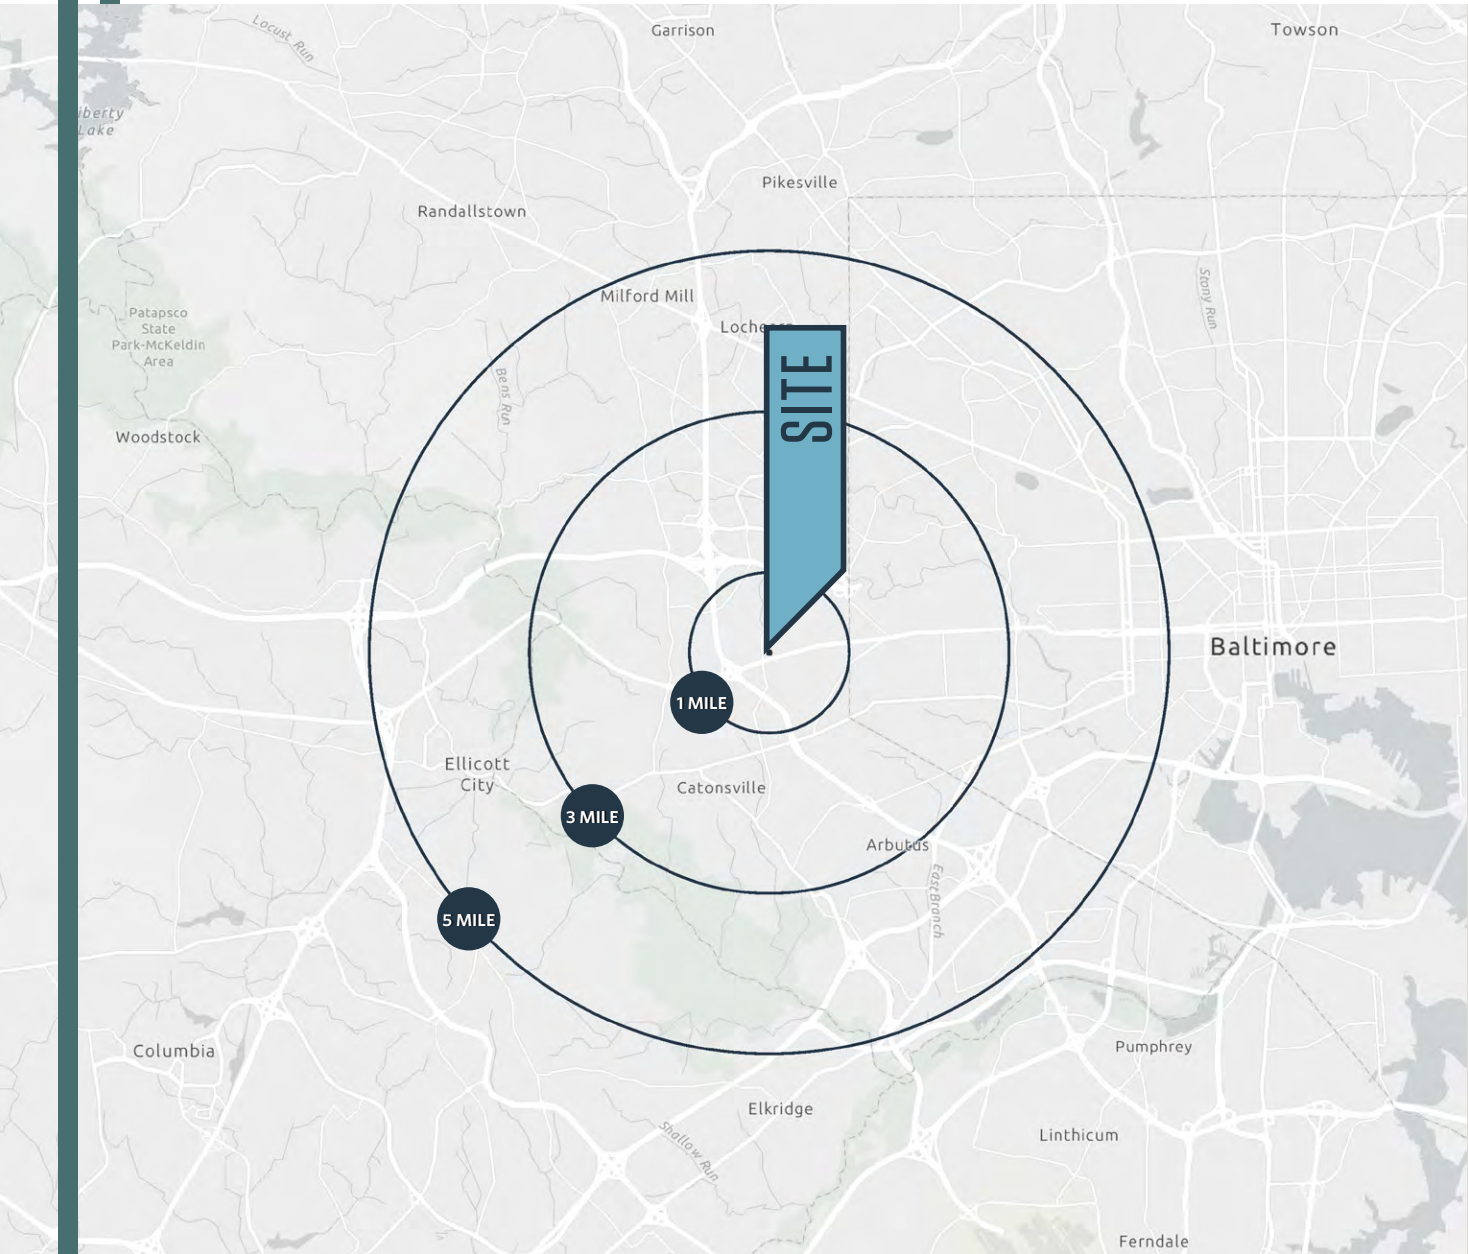 Locust Run
Garrison
Towson
Lake
Pikesville
Randallstown
Stony Run
Milford Mill
Patapsco
State
Park-McKeldin
Area
SITE
Bens Run
Woodstock
Baltimore
1 MILE
Ellicott
City
Catonsville
3 MILE
Arbutus
East Branch
5 MILE
Columbia
Pumphrey
Elkridge
Linthicum
Shallow Run
Ferndale